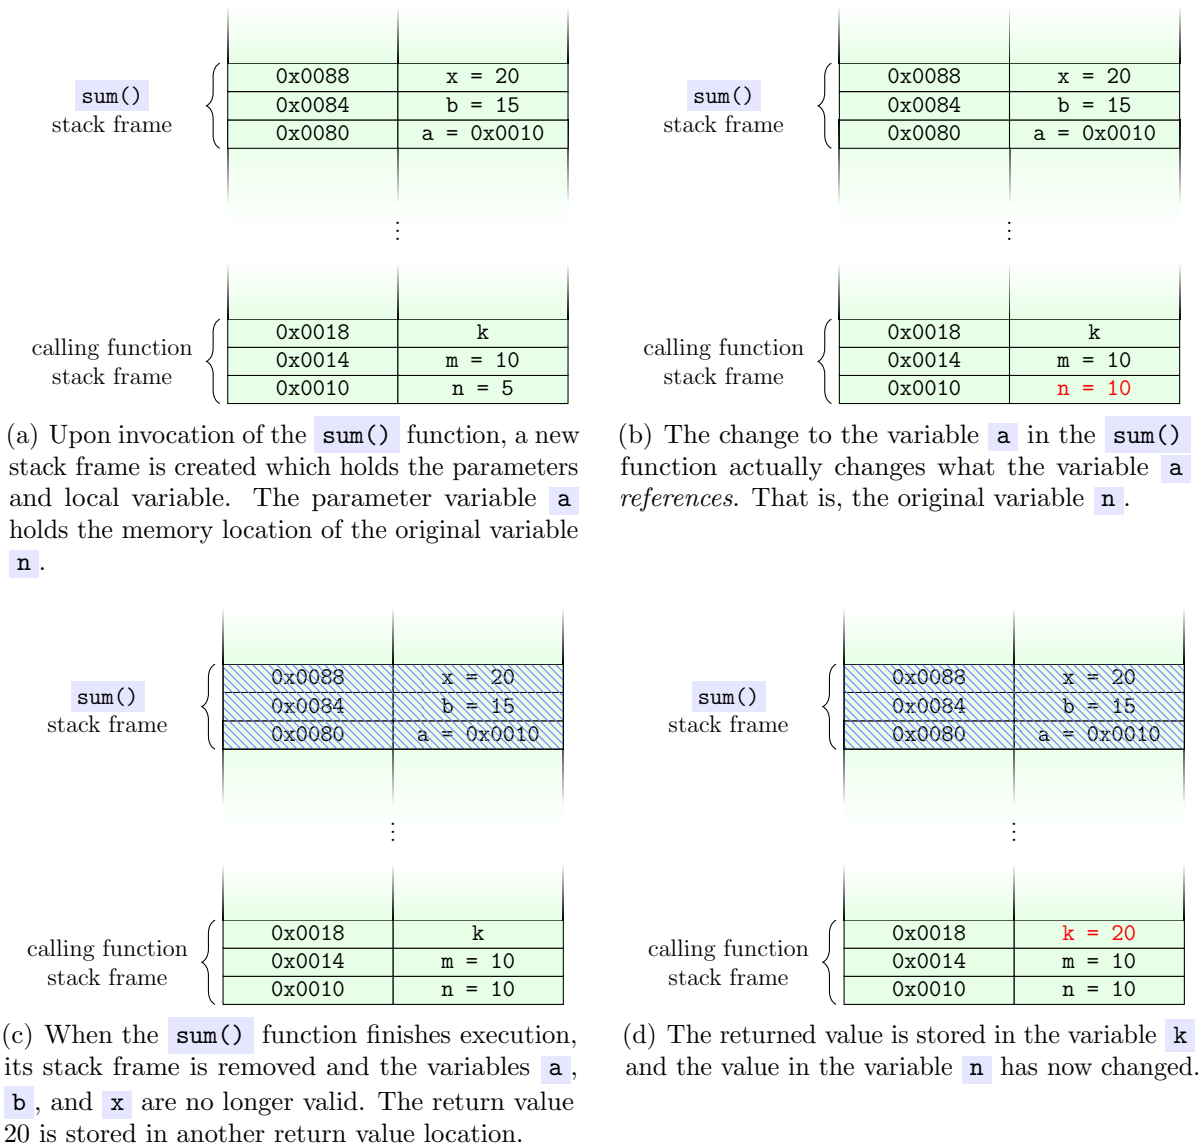 sum()
stack frame
0x0088 x = 20
0x0084 b = 15
0x0080 a = 0x0010
⋮
calling function
stack frame
0x0018 k
0x0014 m = 10
0x0010 n = 5
(a) Upon invocation of the sum() function, a new
stack frame is created which holds the parameters
and local variable. The parameter variable a
holds the memory location of the original variable
n.
sum()
stack frame
0x0088 x = 20
0x0084 b = 15
0x0080 a = 0x0010
⋮
calling function
stack frame
0x0018 k
0x0014 m = 10
0x0010 n = 10
(b) The change to the variable a in the sum()
function actually changes what the variable a
references. That is, the original variable n.
sum()
stack frame
0x0088 x = 20
0x0084 b = 15
0x0080 a = 0x0010
⋮
calling function
stack frame
0x0018 k
0x0014 m = 10
0x0010 n = 10
(c) When the sum() function finishes execution,
its stack frame is removed and the variables a,
b, and x are no longer valid. The return value
20 is stored in another return value location.
sum()
stack frame
0x0088 x = 20
0x0084 b = 15
0x0080 a = 0x0010
⋮
calling function
stack frame
0x0018 k = 20
0x0014 m = 10
0x0010 n = 10
(d) The returned value is stored in the variable k
and the value in the variable n has now changed.